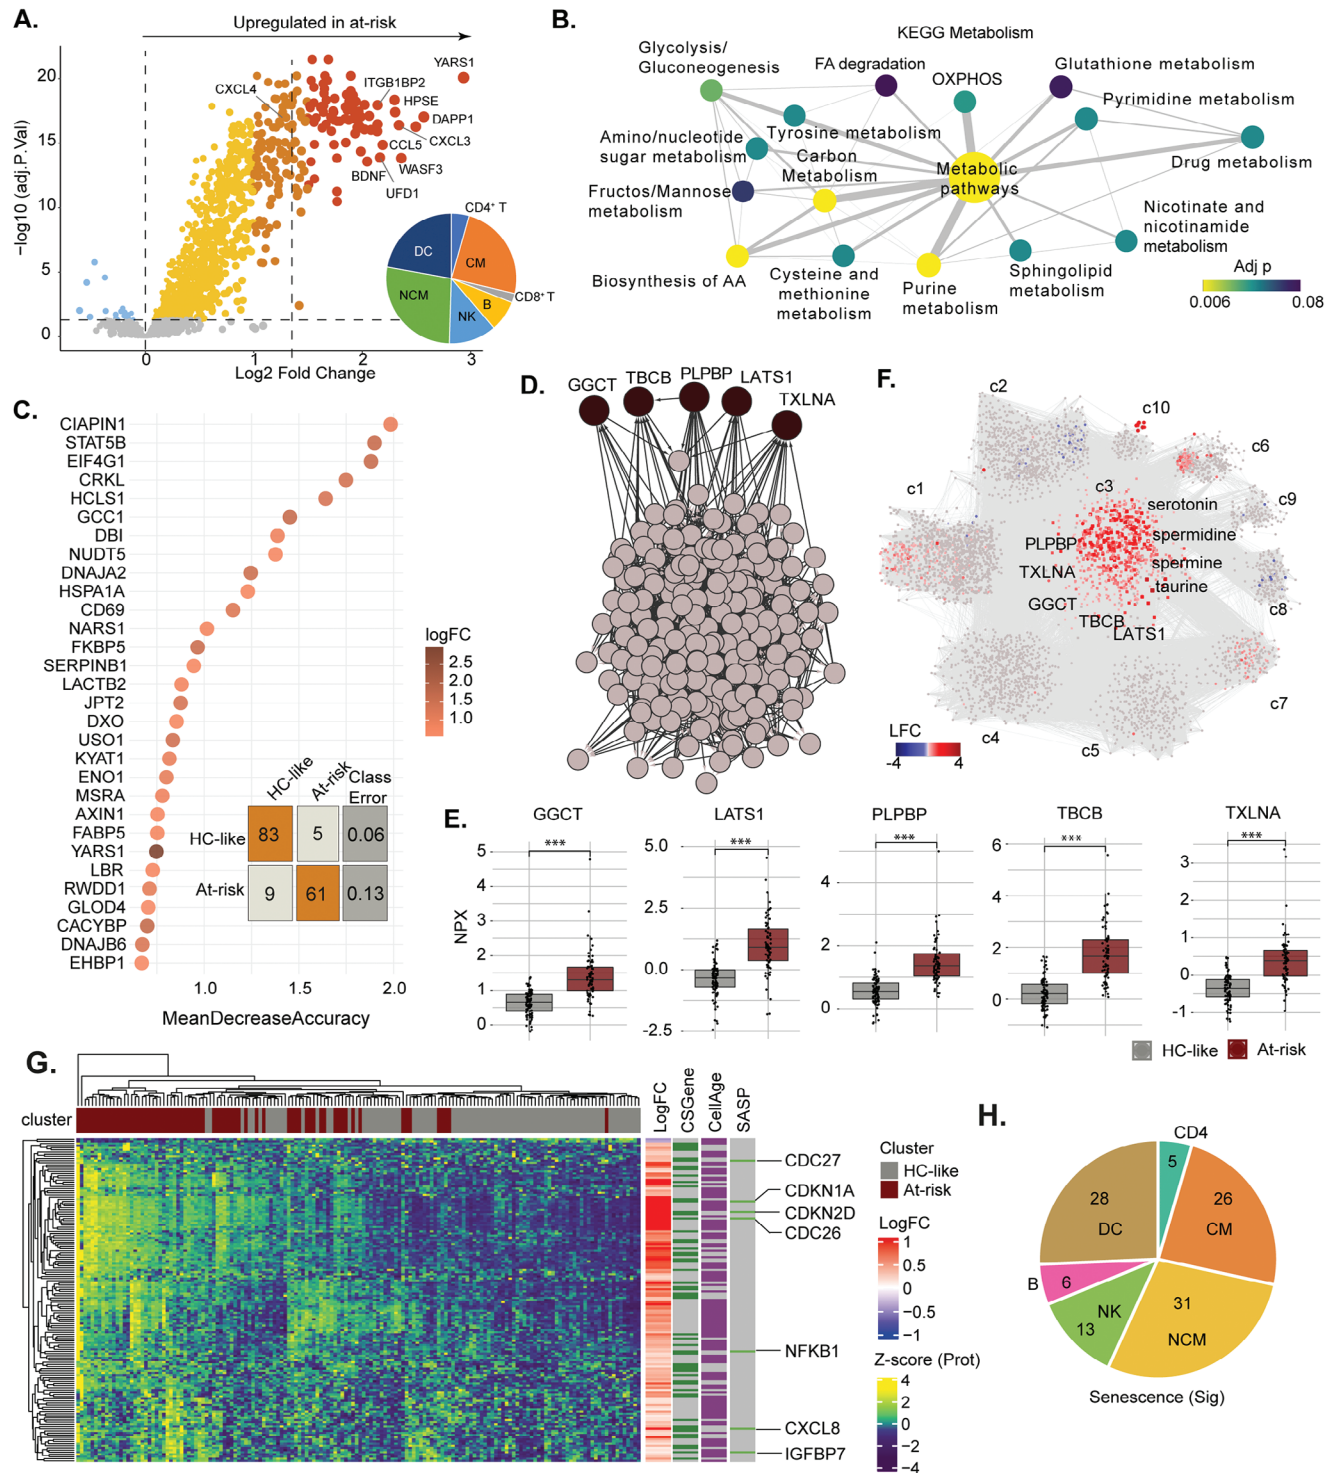 A.
Upregulated in at-risk
−log10 (adj.P.Val)
20
15
10
5
0
0
1
2
3
Log2 Fold Change
YARS1
ITGB1BP2
CXCL4
HPSE
DAPP1
CXCL3
CCL5
WASF3
BDNF
UFD1
CD4+ T
DC
CM
CD8+ T
NCM
B
NK
B.
KEGG Metabolism
Glycolysis/
Gluconeogenesis
FA degradation
OXPHOS
Glutathione metabolism
Pyrimidine metabolism
Tyrosine metabolism
Amino/nucleotide
sugar metabolism
Carbon
Metabolism
Metabolic
pathways
Drug metabolism
Fructos/Mannose
metabolism
Nicotinate and
nicotinamide
metabolism
Biosynthesis of AA
Cysteine and
methionine
metabolism
Purine
metabolism
Sphingolipid
metabolism
Adj p
0.006
0.08
C.
CIAPIN1
STAT5B
EIF4G1
CRKL
HCLS1
GCC1
DBI
NUDT5
DNAJA2
HSPA1A
CD69
NARS1
FKBP5
SERPINB1
LACTB2
JPT2
DXO
USO1
KYAT1
ENO1
MSRA
AXIN1
FABP5
YARS1
LBR
RWDD1
GLOD4
CACYBP
DNAJB6
EHBP1
1.0
1.5
2.0
MeanDecreaseAccuracy
logFC
2.5
2.0
1.5
1.0
HC-like
At-risk
Class
Error
HC-like
83
5
0.06
At-risk
9
61
0.13
D.
GGCT
TBCB
PLPBP
LATS1
TXLNA
F.
c2
c10
c6
c1
c3
c9
serotonin
PLPBP
spermidine
TXLNA
spermine
taurine
GGCT
TBCB
LATS1
c8
c7
c4
c5
LFC
-4
4
E.
NPX
GGCT
***
5
4
3
2
1
0
LATS1
***
5.0
2.5
0.0
-2.5
PLPBP
***
4
2
0
TBCB
***
6
4
2
0
TXLNA
***
3
2
1
0
-1
HC-like
At-risk
G.
cluster
LogFC
CSGene
CellAge
SASP
CDC27
CDKN1A
CDKN2D
CDC26
NFKB1
CXCL8
IGFBP7
Cluster
HC-like
At-risk
LogFC
1
0.5
0
−0.5
−1
Z-score (Prot)
4
2
0
−2
−4
H.
CD4
5
28
DC
26
CM
B
6
NK
13
31
NCM
Senescence (Sig)